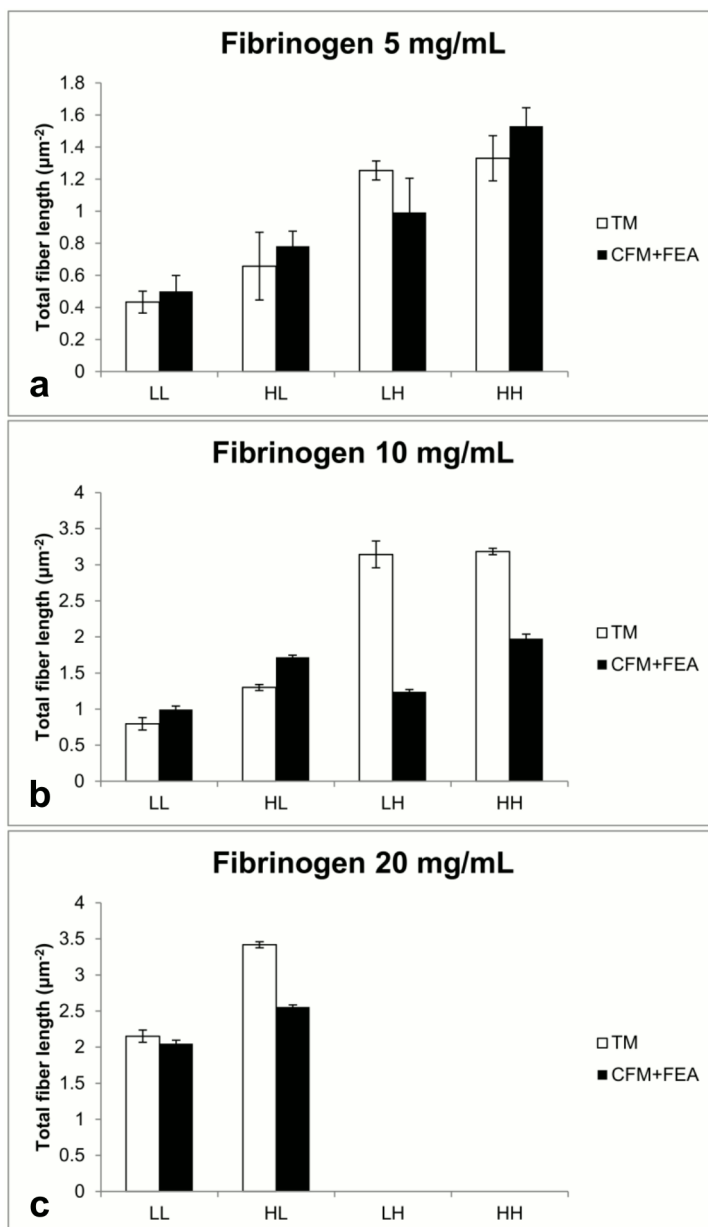 Fibrinogen 5 mg/mL
Total fiber length (µm⁻²)
1.8
1.6
1.4
1.2
1
0.8
0.6
0.4
0.2
0
LL HL LH HH
TM
CFM+FEA
a
Fibrinogen 10 mg/mL
Total fiber length (µm⁻²)
4
3.5
3
2.5
2
1.5
1
0.5
0
LL HL LH HH
TM
CFM+FEA
b
Fibrinogen 20 mg/mL
Total fiber length (µm⁻²)
4
3.5
3
2.5
2
1.5
1
0.5
0
LL HL LH HH
TM
CFM+FEA
c